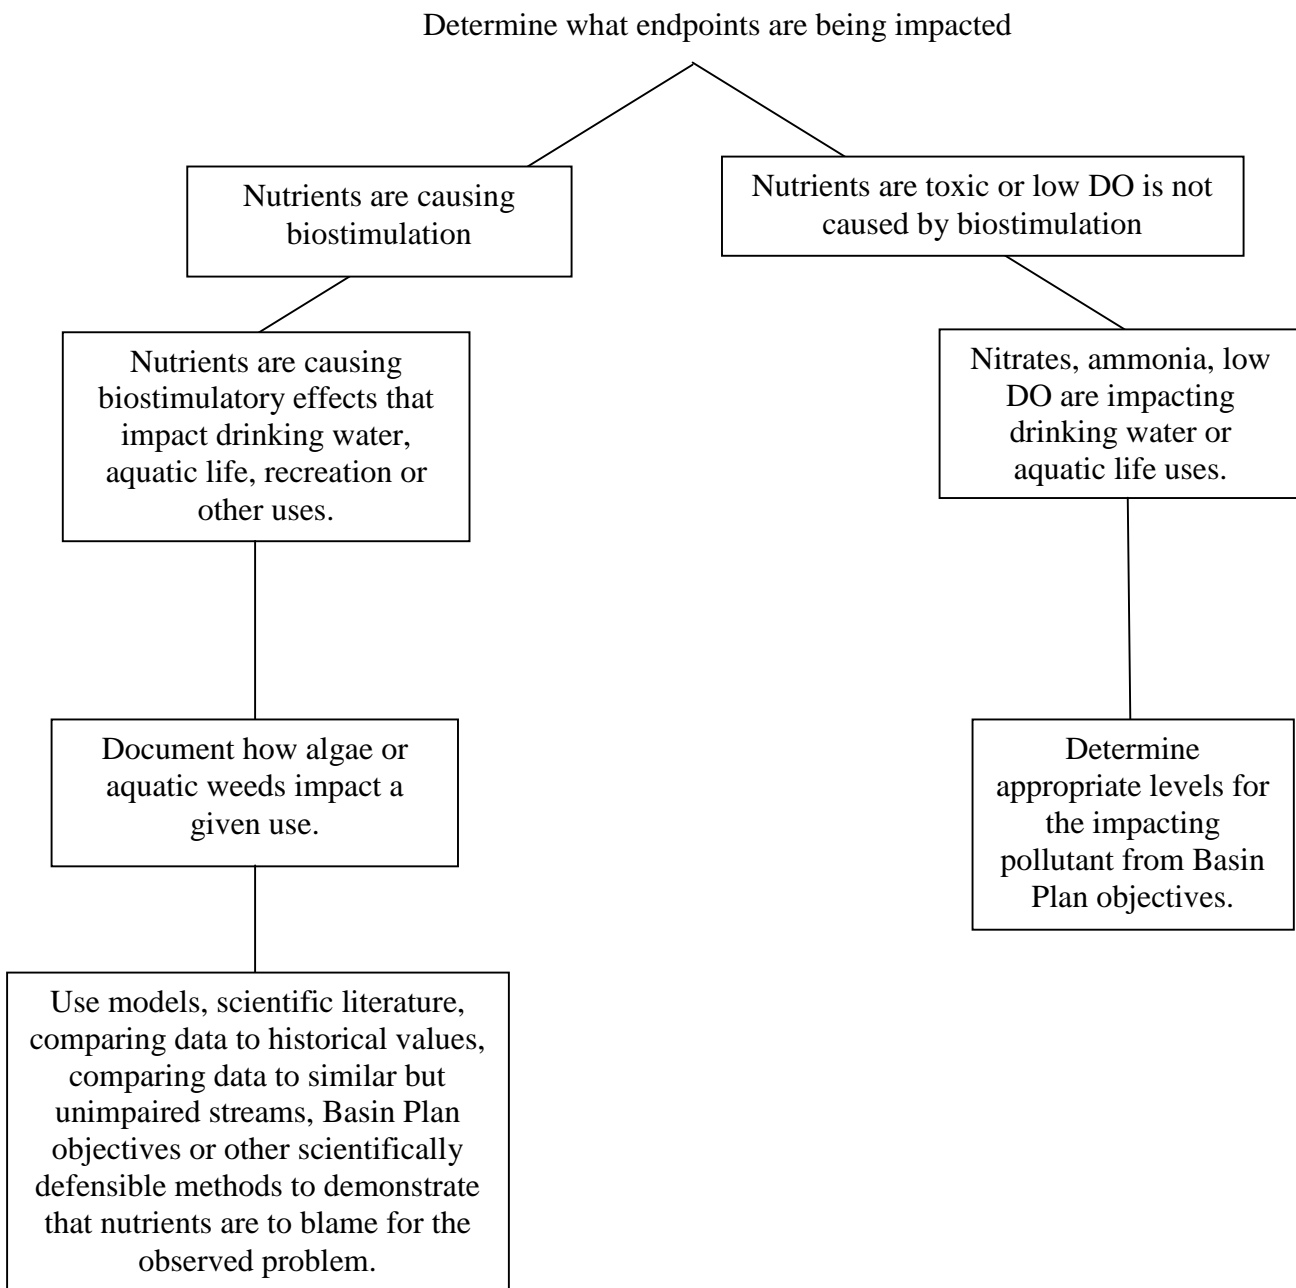 Determine what endpoints are being impacted
Nutrients are causing
biostimulation
Nutrients are toxic or low DO is not
caused by biostimulation
Nutrients are causing
biostimulatory effects that
impact drinking water,
aquatic life, recreation or
other uses.
Nitrates, ammonia, low
DO are impacting
drinking water or
aquatic life uses.
Document how algae or
aquatic weeds impact a
given use.
Determine
appropriate levels for
the impacting
pollutant from Basin
Plan objectives.
Use models, scientific literature,
comparing data to historical values,
comparing data to similar but
unimpaired streams, Basin Plan
objectives or other scientifically
defensible methods to demonstrate
that nutrients are to blame for the
observed problem.